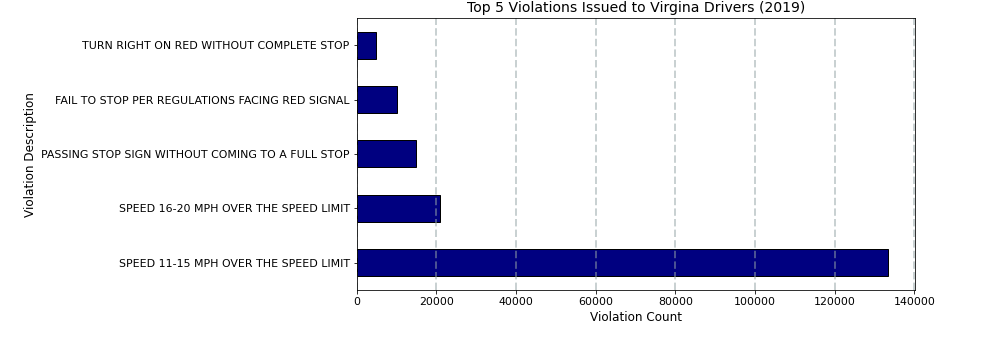 Top 5 Violations Issued to Virgina Drivers (2019)
Violation Description
TURN RIGHT ON RED WITHOUT COMPLETE STOP
FAIL TO STOP PER REGULATIONS FACING RED SIGNAL
PASSING STOP SIGN WITHOUT COMING TO A FULL STOP
SPEED 16-20 MPH OVER THE SPEED LIMIT
SPEED 11-15 MPH OVER THE SPEED LIMIT
0 20000 40000 60000 80000 100000 120000 140000
Violation Count